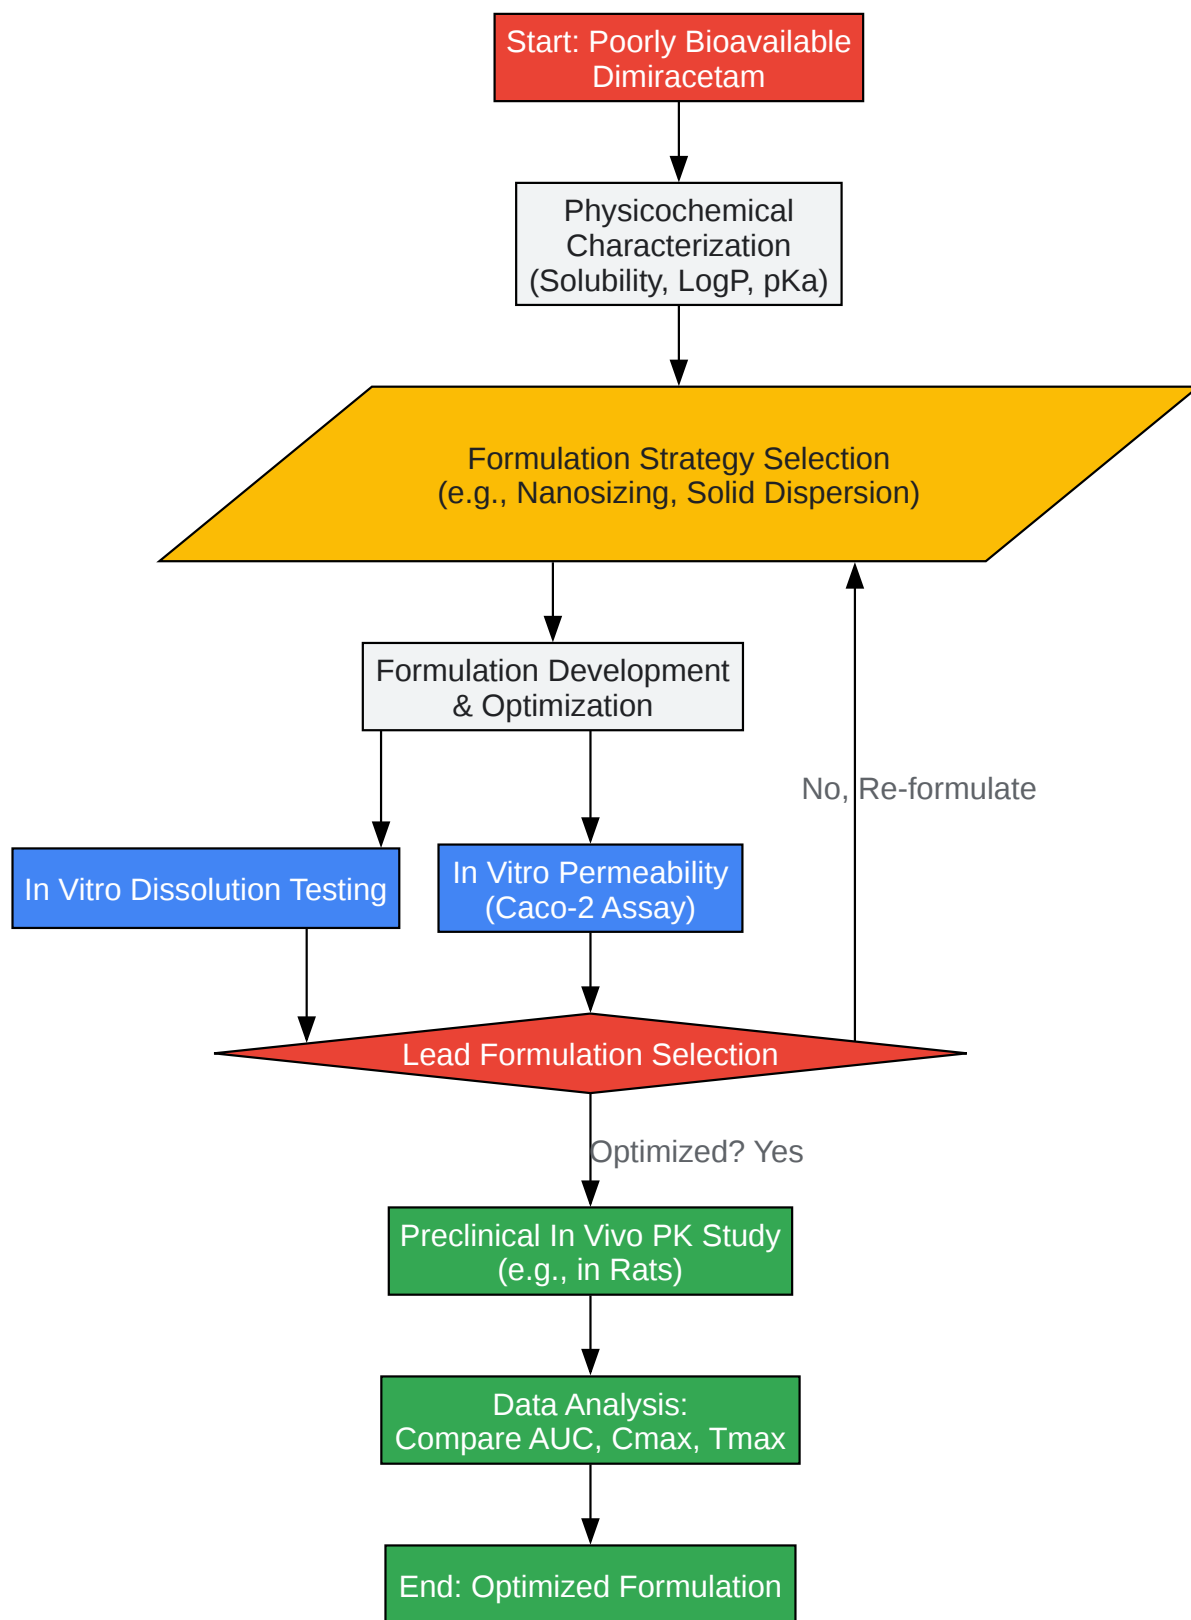 Start: Poorly Bioavailable
Dimiracetam
Physicochemical
Characterization
(Solubility, LogP, pKa)
Formulation Strategy Selection
(e.g., Nanosizing, Solid Dispersion)
Formulation Development
& Optimization
No, Re-formulate
In Vitro Dissolution Testing
In Vitro Permeability
(Caco-2 Assay)
Lead Formulation Selection
Optimized? Yes
Preclinical In Vivo PK Study
(e.g., in Rats)
Data Analysis:
Compare AUC, Cmax, Tmax
End: Optimized Formulation